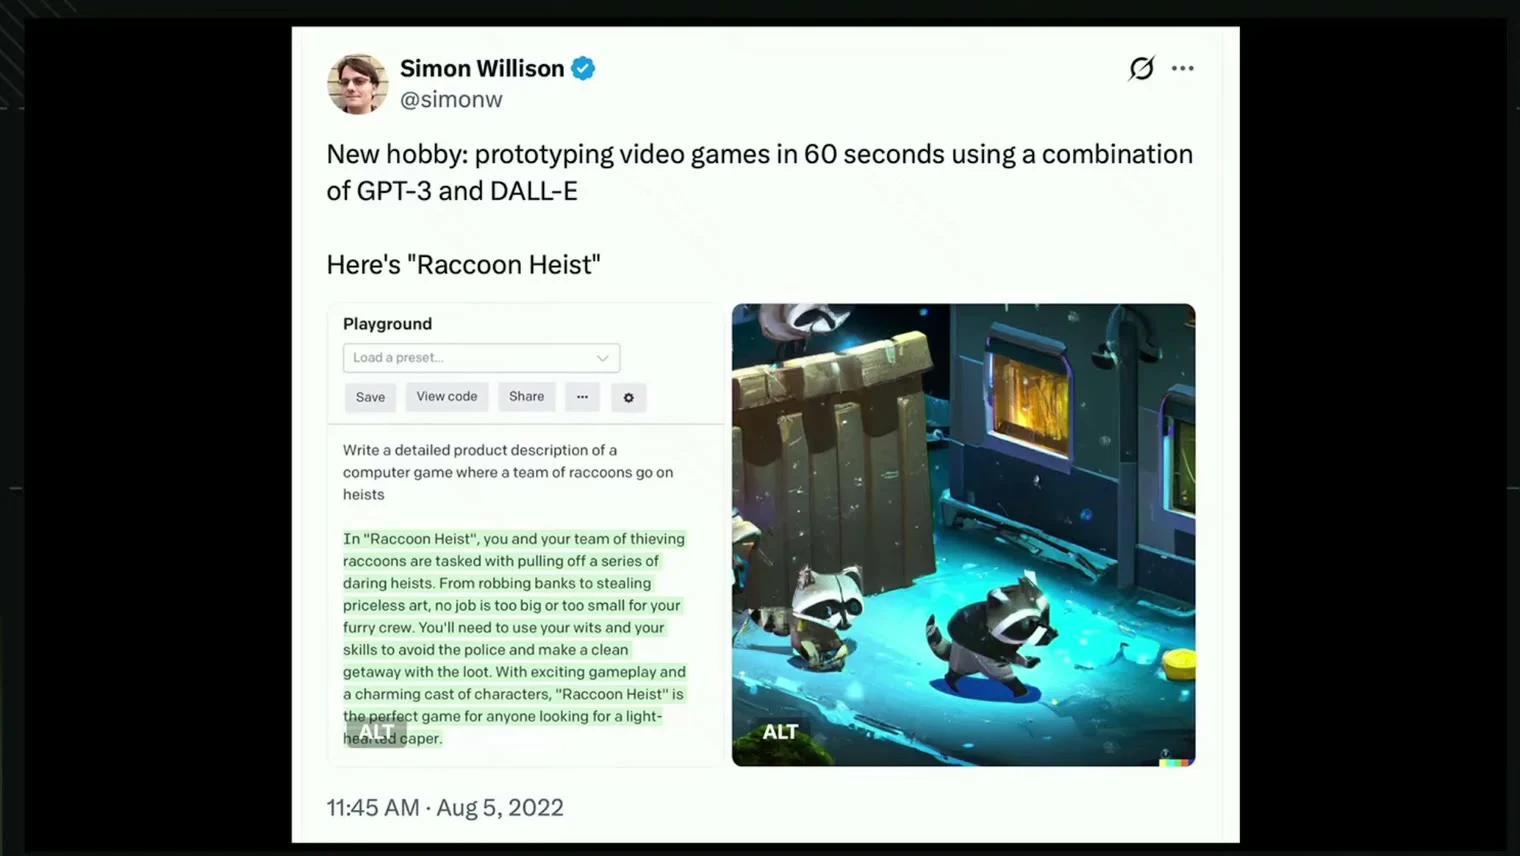 Simon Willison
@simonw
New hobby: prototyping video games in 60 seconds using a combination
of GPT-3 and DALL-E
Here's "Raccoon Heist"
Playground
Load a preset...
Save View code Share ...
Write a detailed product description of a
computer game where a team of raccoons go on
heists
In "Raccoon Heist", you and your team of thieving
raccoons are tasked with pulling off a series of
daring heists. From robbing banks to stealing
priceless art, no job is too big or too small for your
furry crew. You'll need to use your wits and your
skills to avoid the police and make a clean
getaway with the loot. With exciting gameplay and
a charming cast of characters, "Raccoon Heist" is
the perfect game for anyone looking for a light-
hearted caper.
ALT
ALT
11:45 AM · Aug 5, 2022